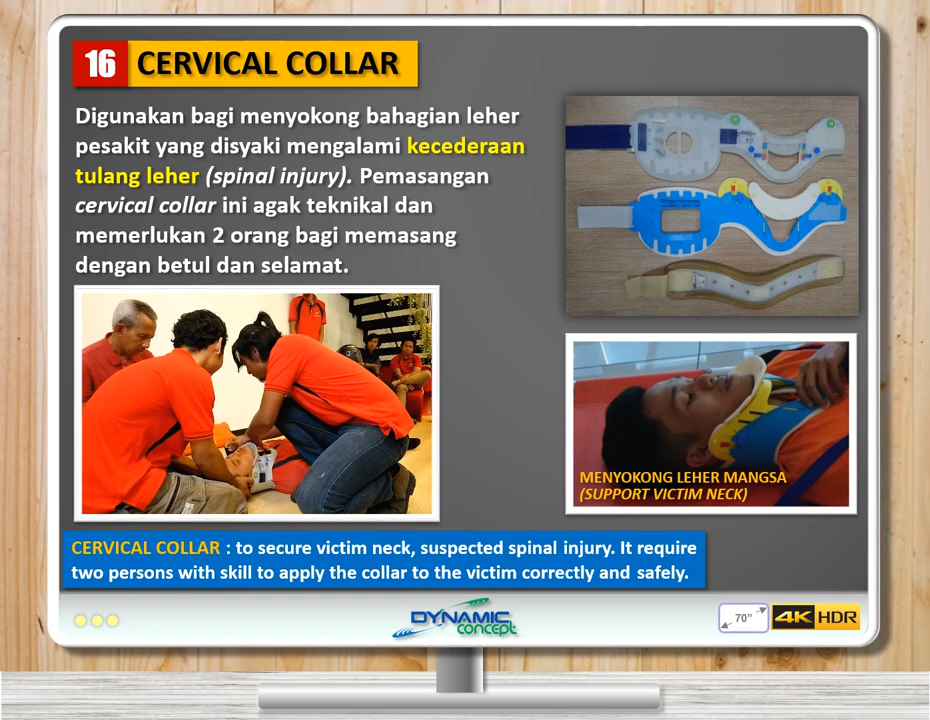 16 CERVICAL COLLAR
Digunakan bagi menyokong bahagian leher
pesakit yang disyaki mengalami kecederaan
tulang leher (spinal injury). Pemasangan
cervical collar ini agak teknikal dan
memerlukan 2 orang bagi memasang
dengan betul dan selamat.
MENYOKONG LEHER MANGSA
(SUPPORT VICTIM NECK)
CERVICAL COLLAR : to secure victim neck, suspected spinal injury. It require
two persons with skill to apply the collar to the victim correctly and safely.
DYNAMIC
concept
70”
4K HDR